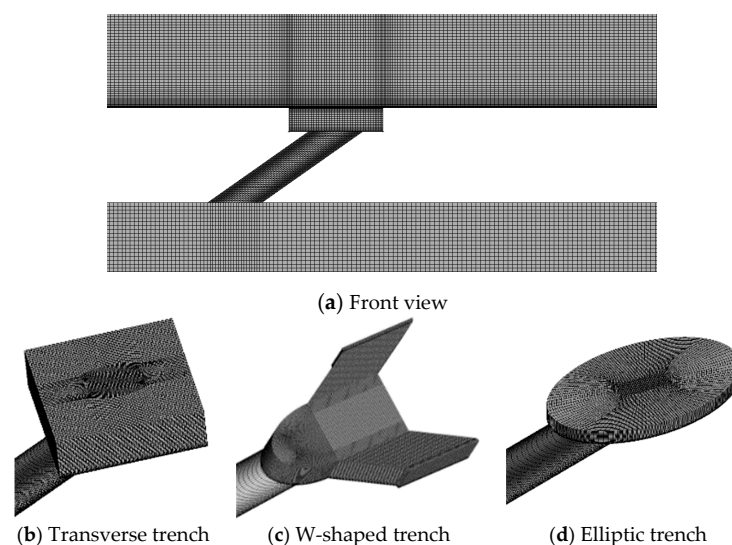 (a) Front view
(b) Transverse trench
(c) W-shaped trench
(d) Elliptic trench